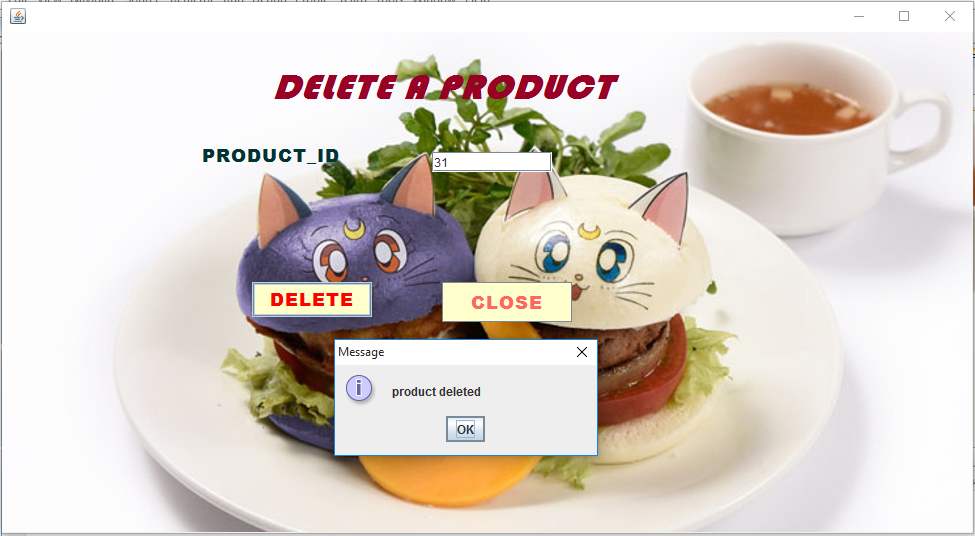 DELETE A PRODUCT
PRODUCT_ID
31
DELETE
CLOSE
Message
product deleted
OK